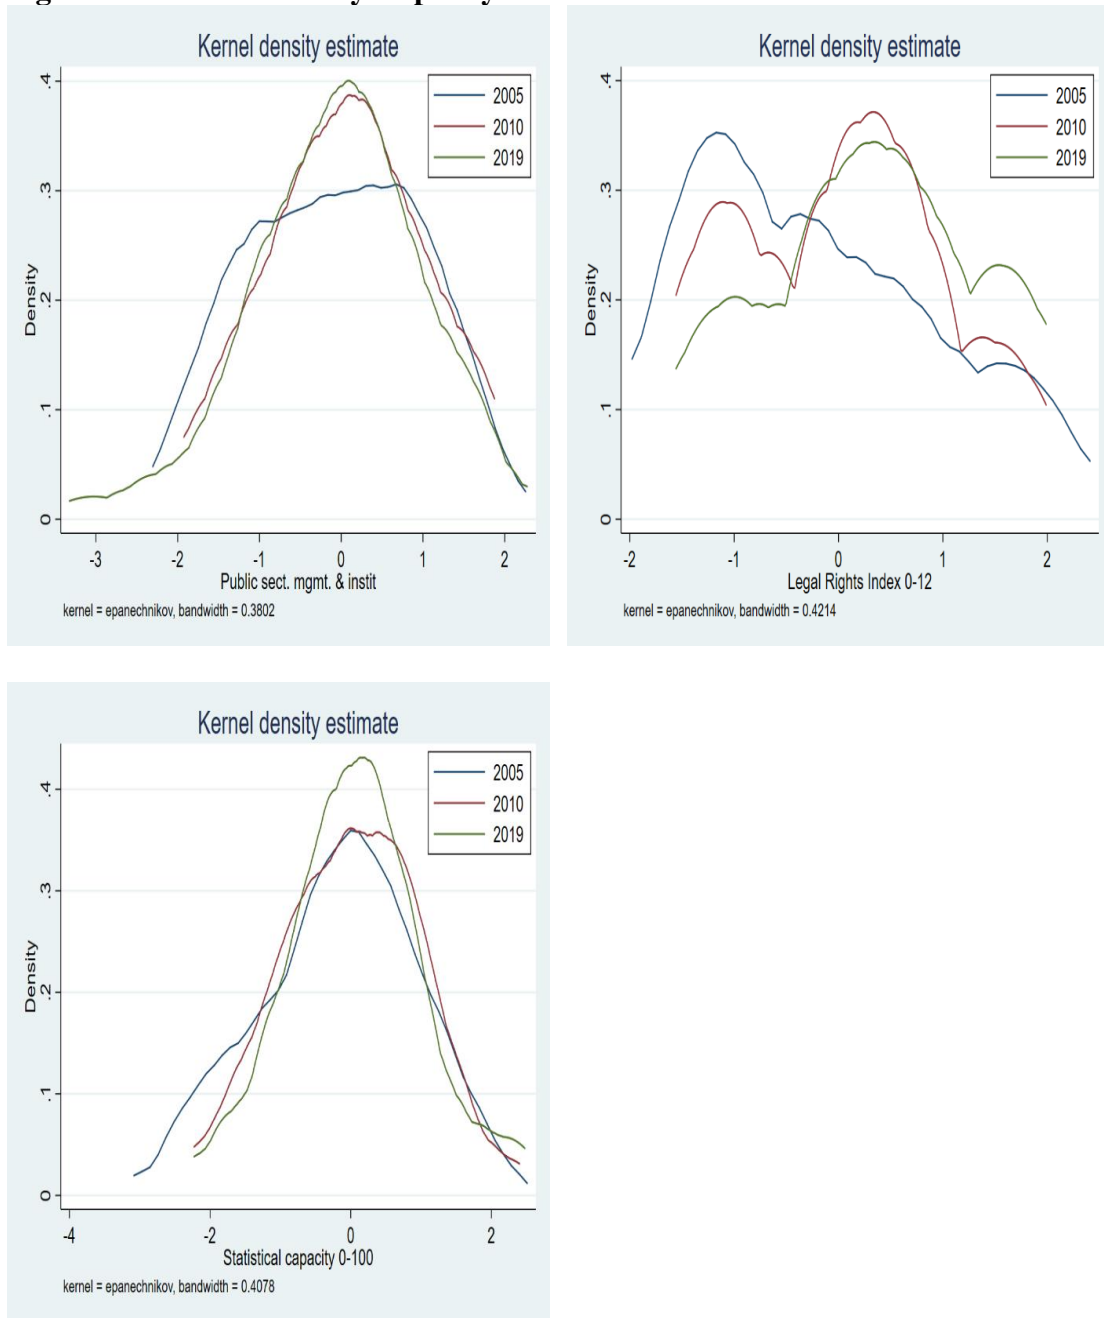 Kernel density estimate
.4
.3
.2
.1
0
Density
2005
2010
2019
-3 -2 -1 0 1 2
Public sect. mgmt. & instit
kernel = epanechnikov, bandwidth = 0.3802
Kernel density estimate
.4
.3
.2
.1
0
Density
2005
2010
2019
-2 -1 0 1 2
Legal Rights Index 0-12
kernel = epanechnikov, bandwidth = 0.4214
Kernel density estimate
.4
.3
.2
.1
0
Density
2005
2010
2019
-4 -2 0 2
Statistical capacity 0-100
kernel = epanechnikov, bandwidth = 0.4078